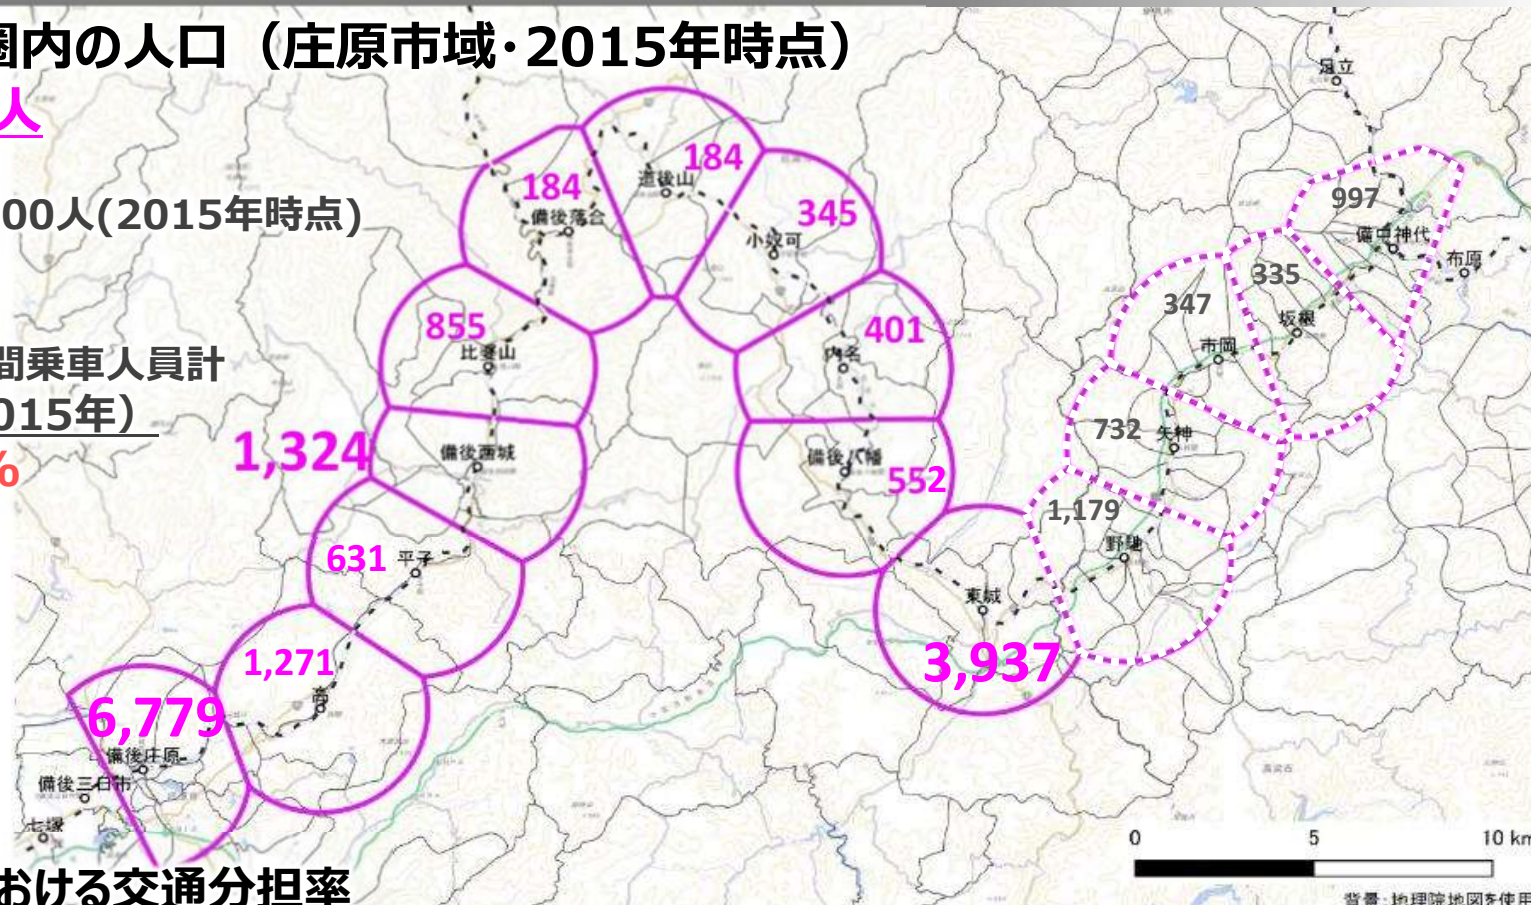 圏内の人口（庄原市域･2015年時点）
人
00人(2015年時点)
間乗車人員計
015年）
%
足立
184
道後山
184
備後落合
345
小奴可
997
備中神代
布原
335
347
坂根
市岡
855
比婆山
401
内名
732
矢神
1,324
備後西城
備後八幡
552
1,179
野馳
631
平子
東城
3,937
1,271
高
6,779
備後庄原
備後三日市
七塚
0 5 10 km
おける交通分担率
背景:地理院地図を使用